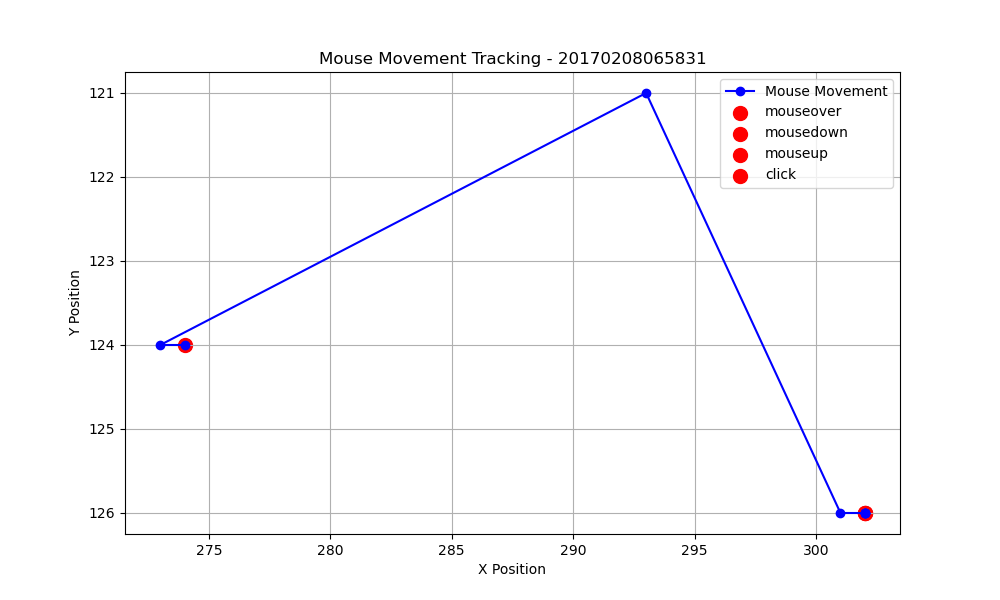 Mouse Movement Tracking - 20170208065831
Mouse Movement
mouseover
mousedown
mouseup
click
121
122
123
124
125
126
Y Position
275
280
285
290
295
300
X Position